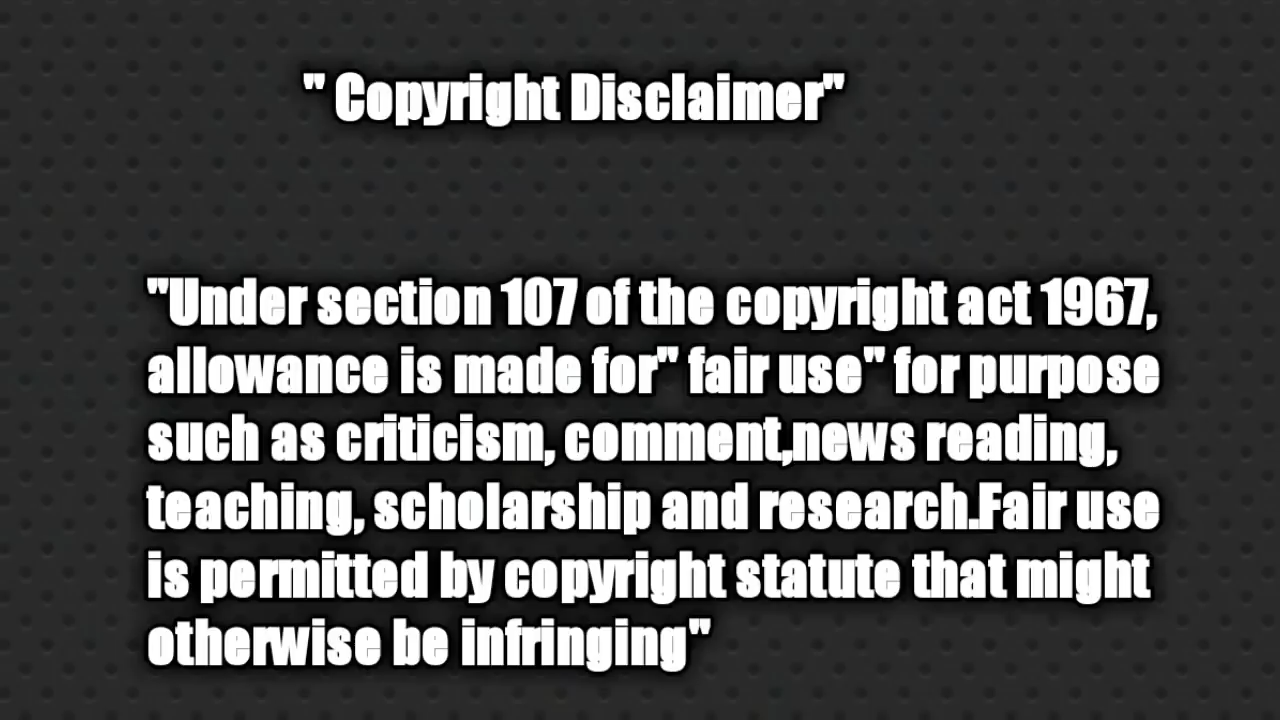 " Copyright Disclaimer"
"Under section 107 of the copyright act 1967,
allowance is made for" fair use" for purpose
such as criticism, comment,news reading,
teaching, scholarship and research.Fair use
is permitted by copyright statute that might
otherwise be infringing"